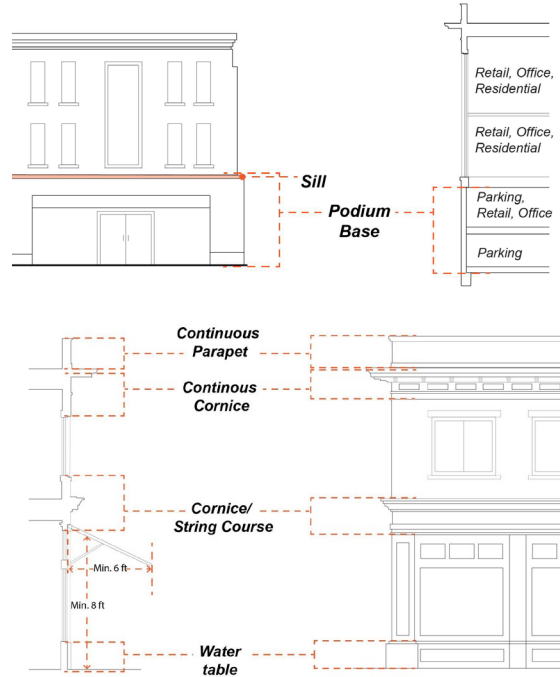 Retail, Office,
Residential
Retail, Office,
Residential
Sill
Podium
Base
Parking,
Retail, Office
Parking
Continuous
Parapet
Continous
Cornice
Cornice/
String Course
Min. 6 ft
Min. 8 ft
Water
table